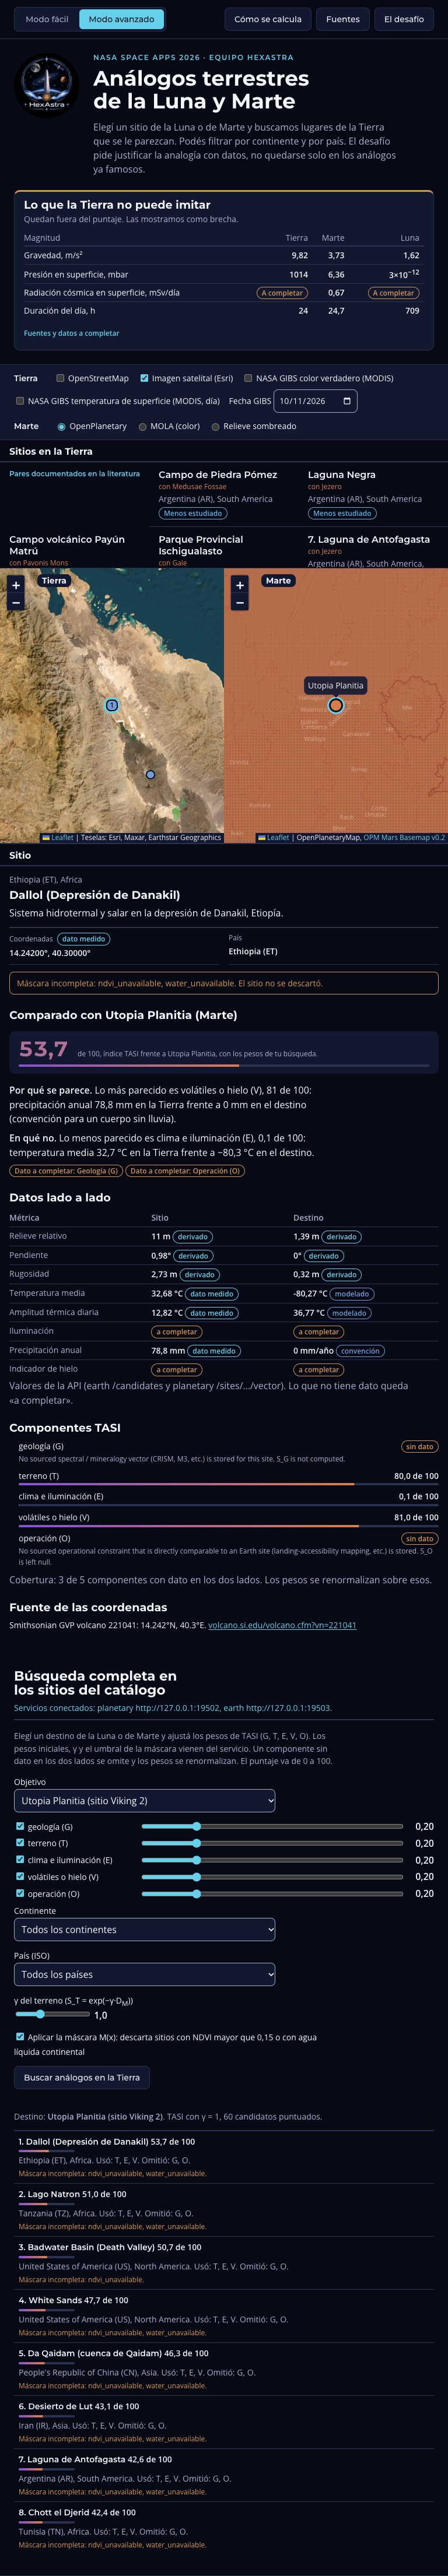 Modo fácil Modo avanzado Cómo se calcula Fuentes El desafío
HEXASTRA
NASA SPACE APPS 2026 · EQUIPO HEXASTRA
Análogos terrestres
de la Luna y Marte
Elegí un sitio de la Luna o de Marte y buscamos lugares de la Tierra
que se le parezcan. Podés filtrar por continente y por país. El desafío
pide justificar la analogía con datos, no quedarse solo en los análogos
ya famosos.
Lo que la Tierra no puede imitar
Quedan fuera del puntaje. Las mostramos como brecha.
Magnitud Tierra Marte Luna
Gravedad, m/s² 9,82 3,73 1,62
Presión en superficie, mbar 1014 6,36 3×10⁻¹²
Radiación cósmica en superficie, mSv/día A completar 0,67 A completar
Duración del día, h 24 24,7 709
Fuentes y datos a completar
Tierra OpenStreetMap Imagen satelital (Esri) NASA GIBS color verdadero (MODIS)
NASA GIBS temperatura de superficie (MODIS, día) Fecha GIBS 10/11/2026
Marte OpenPlanetary MOLA (color) Relieve sombreado
Sitios en la Tierra
Pares documentados en la literatura
Campo de Piedra Pómez
con Medusae Fossae
Argentina (AR), South America
Menos estudiado
Laguna Negra
con Jezero
Argentina (AR), South America
Menos estudiado
Campo volcánico Payún
Matrú
con Pavonis Mons
Parque Provincial
Ischigualasto
con Gale
7. Laguna de Antofagasta
con Jezero
Argentina (AR), South America,
+
−
Tierra
1
Leaflet | Teselas: Esri, Maxar, Earthstar Geographics
+
−
Marte
Utopia Planitia
Leaflet | OpenPlanetaryMap, OPM Mars Basemap v0.2
Sitio
Ethiopia (ET), Africa
Dallol (Depresión de Danakil)
Sistema hidrotermal y salar en la depresión de Danakil, Etiopía.
Coordenadas dato medido
14.24200°, 40.30000°
País
Ethiopia (ET)
Máscara incompleta: ndvi_unavailable, water_unavailable. El sitio no se descartó.
Comparado con Utopia Planitia (Marte)
53,7 de 100, índice TASI frente a Utopia Planitia, con los pesos de tu búsqueda.
Por qué se parece. Lo más parecido es volátiles o hielo (V), 81 de 100:
precipitación anual 78,8 mm en la Tierra frente a 0 mm en el destino
(convención para un cuerpo sin lluvia).
En qué no. Lo menos parecido es clima e iluminación (E), 0,1 de 100:
temperatura media 32,7 °C en la Tierra frente a −80,3 °C en el destino.
Dato a completar: Geología (G) Dato a completar: Operación (O)
Datos lado a lado
Métrica Sitio Destino
Relieve relativo 11 m derivado 1,39 m derivado
Pendiente 0,98° derivado 0° derivado
Rugosidad 2,73 m derivado 0,32 m derivado
Temperatura media 32,68 °C dato medido -80,27 °C modelado
Amplitud térmica diaria 12,82 °C dato medido 36,77 °C modelado
Iluminación a completar a completar
Precipitación anual 78,8 mm dato medido 0 mm/año convención
Indicador de hielo a completar a completar
Valores de la API (earth /candidates y planetary /sites/…/vector). Lo que no tiene dato queda
«a completar».
Componentes TASI
geología (G) sin dato
No sourced spectral / mineralogy vector (CRISM, M3, etc.) is stored for this site. S_G is not computed.
terreno (T) 80,0 de 100
clima e iluminación (E) 0,1 de 100
volátiles o hielo (V) 81,0 de 100
operación (O) sin dato
No sourced operational constraint that is directly comparable to an Earth site (landing-accessibility mapping, etc.) is stored. S_O
is left null.
Cobertura: 3 de 5 componentes con dato en los dos lados. Los pesos se renormalizan sobre esos.
Fuente de las coordenadas
Smithsonian GVP volcano 221041: 14.242°N, 40.3°E. volcano.si.edu/volcano.cfm?vn=221041
Búsqueda completa en
los sitios del catálogo
Servicios conectados: planetary http://127.0.0.1:19502, earth http://127.0.0.1:19503.
Elegí un destino de la Luna o de Marte y ajustá los pesos de TASI (G, T, E, V, O). Los
pesos iniciales, γ y el umbral de la máscara vienen del servicio. Un componente sin
dato en los dos lados se omite y los pesos se renormalizan. El puntaje va de 0 a 100.
Objetivo
Utopia Planitia (sitio Viking 2)
geología (G) 0,20
terreno (T) 0,20
clima e iluminación (E) 0,20
volátiles o hielo (V) 0,20
operación (O) 0,20
Continente
Todos los continentes
País (ISO)
Todos los países
γ del terreno (S_T = exp(−γ·D_M))
1,0
Aplicar la máscara M(x): descarta sitios con NDVI mayor que 0,15 o con agua
líquida continental
Buscar análogos en la Tierra
Destino: Utopia Planitia (sitio Viking 2). TASI con γ = 1, 60 candidatos puntuados.
1. Dallol (Depresión de Danakil) 53,7 de 100
Ethiopia (ET), Africa. Usó: T, E, V. Omitió: G, O.
Máscara incompleta: ndvi_unavailable, water_unavailable.
2. Lago Natron 51,0 de 100
Tanzania (TZ), Africa. Usó: T, E, V. Omitió: G, O.
Máscara incompleta: ndvi_unavailable, water_unavailable.
3. Badwater Basin (Death Valley) 50,7 de 100
United States of America (US), North America. Usó: T, E, V. Omitió: G, O.
Máscara incompleta: ndvi_unavailable.
4. White Sands 47,7 de 100
United States of America (US), North America. Usó: T, E, V. Omitió: G, O.
Máscara incompleta: ndvi_unavailable, water_unavailable.
5. Da Qaidam (cuenca de Qaidam) 46,3 de 100
People's Republic of China (CN), Asia. Usó: T, E, V. Omitió: G, O.
Máscara incompleta: ndvi_unavailable, water_unavailable.
6. Desierto de Lut 43,1 de 100
Iran (IR), Asia. Usó: T, E, V. Omitió: G, O.
Máscara incompleta: ndvi_unavailable, water_unavailable.
7. Laguna de Antofagasta 42,6 de 100
Argentina (AR), South America. Usó: T, E, V. Omitió: G, O.
Máscara incompleta: ndvi_unavailable, water_unavailable.
8. Chott el Djerid 42,4 de 100
Tunisia (TN), Africa. Usó: T, E, V. Omitió: G, O.
Máscara incompleta: ndvi_unavailable, water_unavailable.